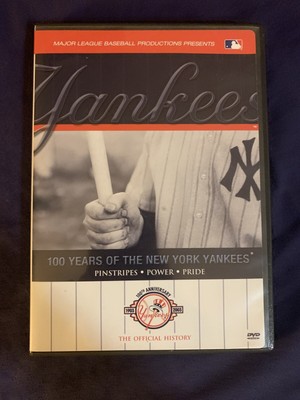 MAJOR LEAGUE BASEBALL PRODUCTIONS PRESENTS
Yankees
NY
100 YEARS OF THE NEW YORK YANKEES
PINSTRIPES • POWER • PRIDE
100TH ANNIVERSARY
1903 Yankees 2003
THE OFFICIAL HISTORY
DVD